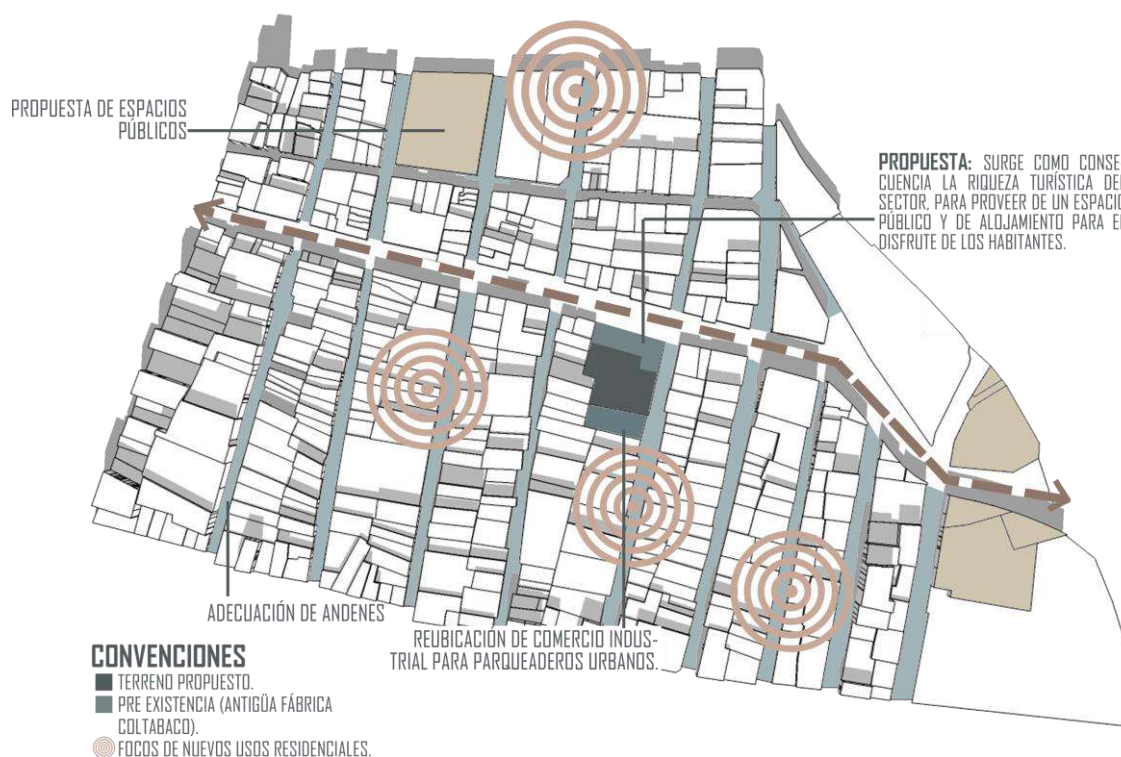 PROPUESTA DE ESPACIOS
PÚBLICOS
PROPUESTA: SURGE COMO CONSE-
CUENCIA LA RIQUEZA TURÍSTICA DEL
SECTOR, PARA PROVEER DE UN ESPACIO
PÚBLICO Y DE ALOJAMIENTO PARA EL
DISFRUTE DE LOS HABITANTES.
ADECUACIÓN DE ANDENES
REUBICACIÓN DE COMERCIO INDUS-
TRIAL PARA PARQUEADEROS URBANOS.
CONVENCIONES
TERRENO PROPUESTO.
PRE EXISTENCIA (ANTIGÜA FÁBRICA
COLTABACO).
FOCOS DE NUEVOS USOS RESIDENCIALES.